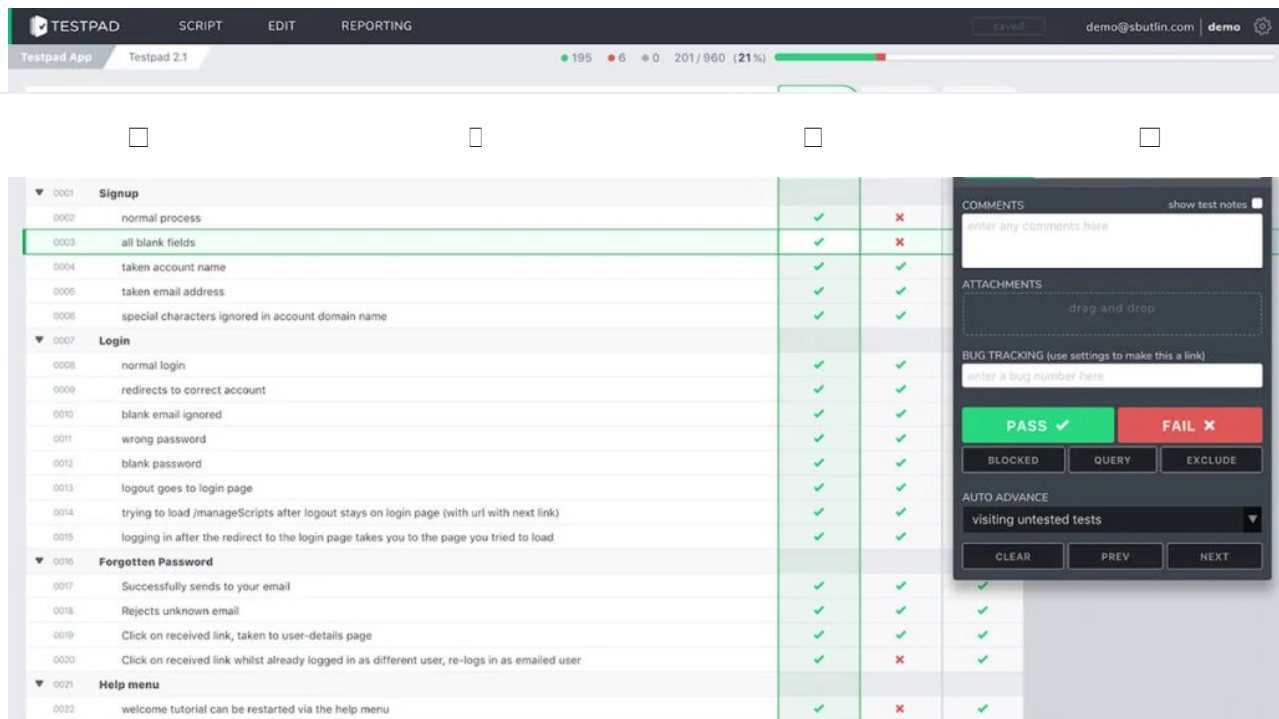 TESTPAD SCRIPT EDIT REPORTING saved demo@sbutlin.com demo
Testpad App Testpad 2.1 195 6 0 201/960 (21%)
0001 Signup
0002 normal process
0003 all blank fields
0004 taken account name
0005 taken email address
0006 special characters ignored in account domain name
0007 Login
0008 normal login
0009 redirects to correct account
0010 blank email ignored
0011 wrong password
0012 blank password
0013 logout goes to login page
0014 trying to load /manageScripts after logout stays on login page (with url with next link)
0015 logging in after the redirect to the login page takes you to the page you tried to load
0016 Forgotten Password
0017 Successfully sends to your email
0018 Rejects unknown email
0019 Click on received link, taken to user-details page
0020 Click on received link whilst already logged in as different user, re-logs in as emailed user
0021 Help menu
0022 welcome tutorial can be restarted via the help menu
COMMENTS show test notes
enter any comments here
ATTACHMENTS
drag and drop
BUG TRACKING (use settings to make this a link)
enter a bug number here
PASS FAIL
BLOCKED QUERY EXCLUDE
AUTO ADVANCE
visiting untested tests
CLEAR PREV NEXT